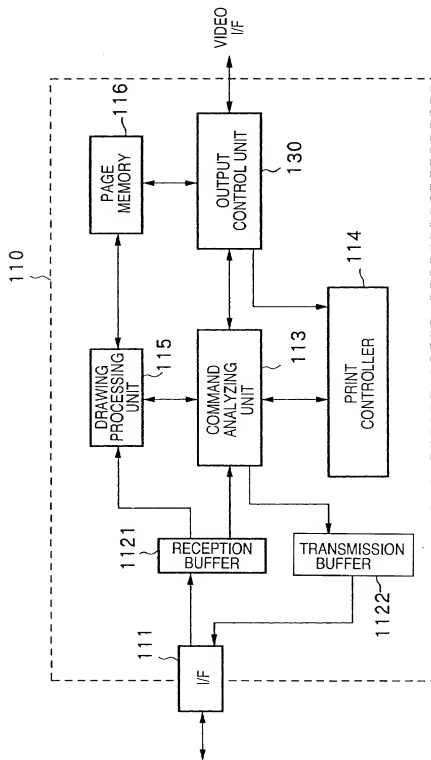 110
111
I/F
1121
RECEPTION
BUFFER
TRANSMISSION
BUFFER
1122
DRAWING
PROCESSING
UNIT
115
COMMAND
ANALYZING
UNIT
113
PAGE
MEMORY
116
OUTPUT
CONTROL UNIT
130
PRINT
CONTROLLER
114
VIDEO
I/F